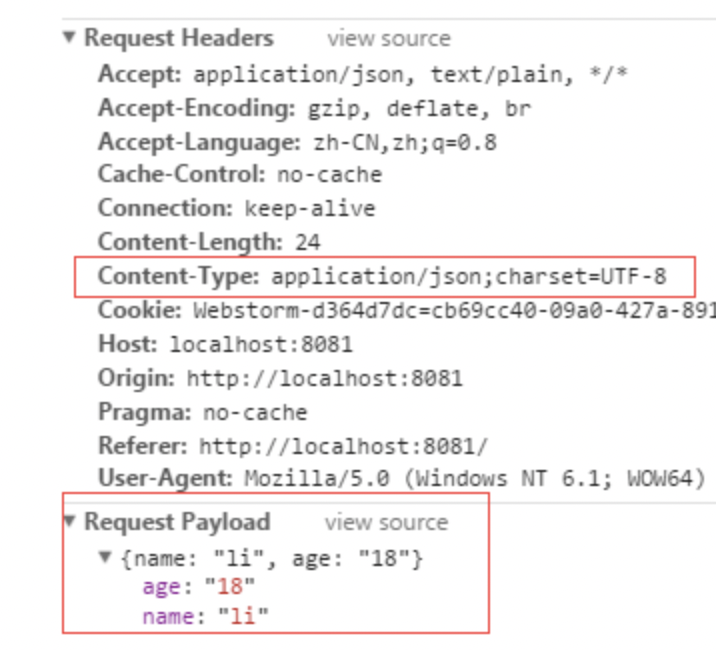 Request Headers view source
Accept: application/json, text/plain, */*
Accept-Encoding: gzip, deflate, br
Accept-Language: zh-CN,zh;q=0.8
Cache-Control: no-cache
Connection: keep-alive
Content-Length: 24
Content-Type: application/json;charset=UTF-8
Cookie: Webstorm-d364d7dc=cb69cc40-09a0-427a-891
Host: localhost:8081
Origin: http://localhost:8081
Pragma: no-cache
Referer: http://localhost:8081/
User-Agent: Mozilla/5.0 (Windows NT 6.1; WOW64)
Request Payload view source
{name: "li", age: "18"}
age: "18"
name: "li"